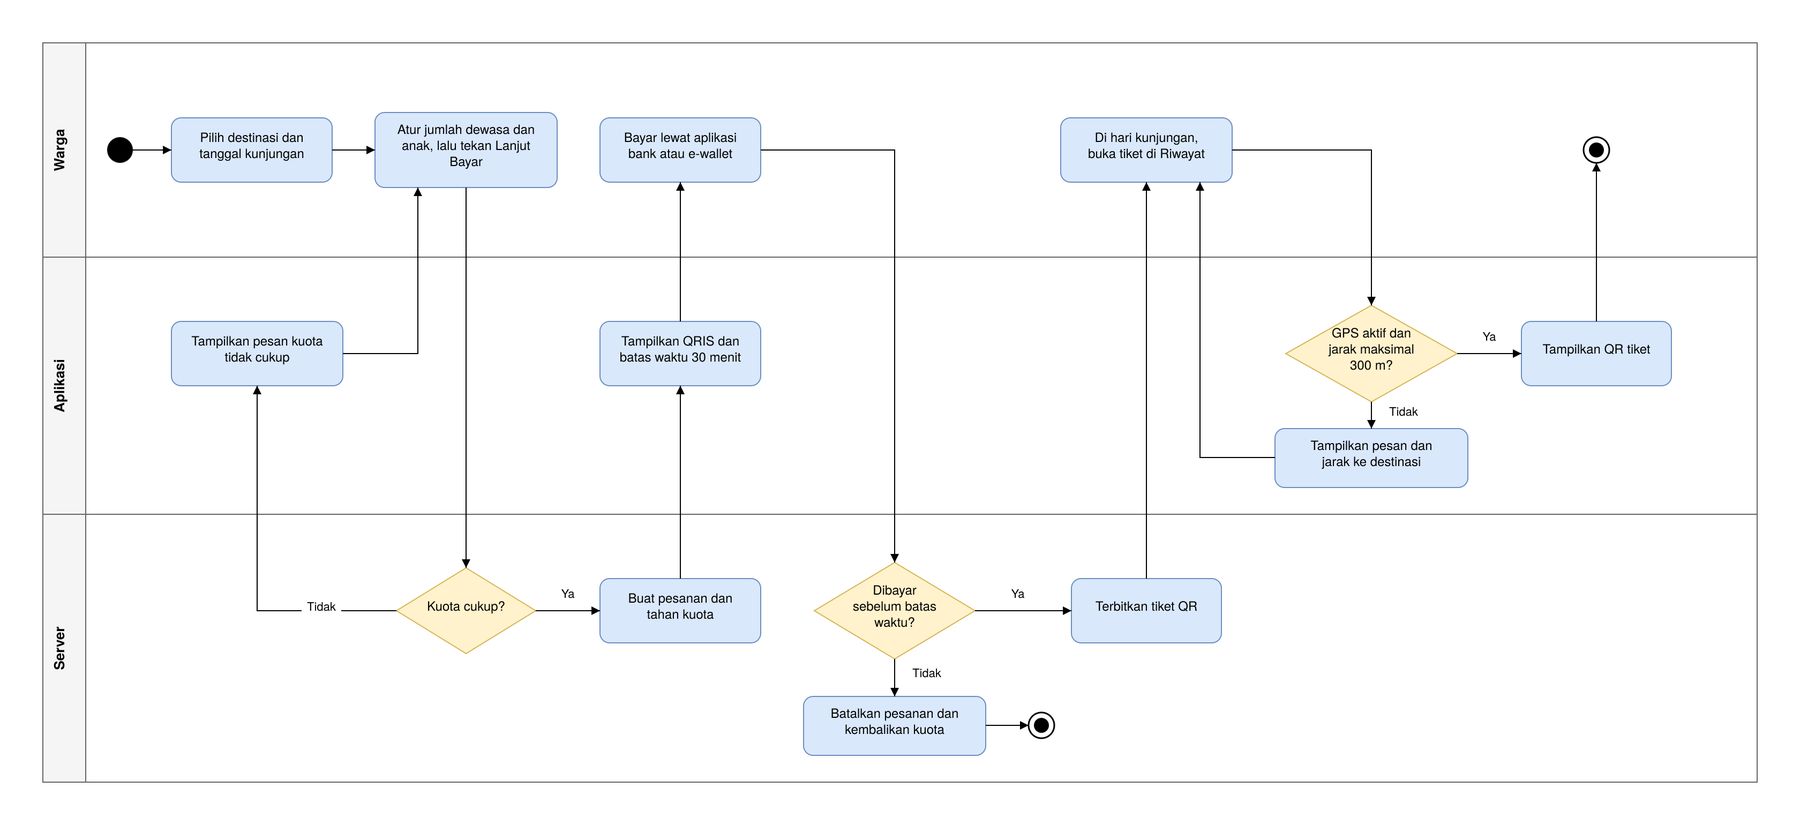 Warga
Pilih destinasi dan
tanggal kunjungan
Atur jumlah dewasa dan
anak, lalu tekan Lanjut
Bayar
Bayar lewat aplikasi
bank atau e-wallet
Di hari kunjungan,
buka tiket di Riwayat
Aplikasi
Tampilkan pesan kuota
tidak cukup
Tampilkan QRIS dan
batas waktu 30 menit
GPS aktif dan
jarak maksimal
300 m?
Ya
Tampilkan QR tiket
Tidak
Tampilkan pesan dan
jarak ke destinasi
Server
Tidak
Kuota cukup?
Ya
Buat pesanan dan
tahan kuota
Dibayar
sebelum batas
waktu?
Ya
Terbitkan tiket QR
Tidak
Batalkan pesanan dan
kembalikan kuota